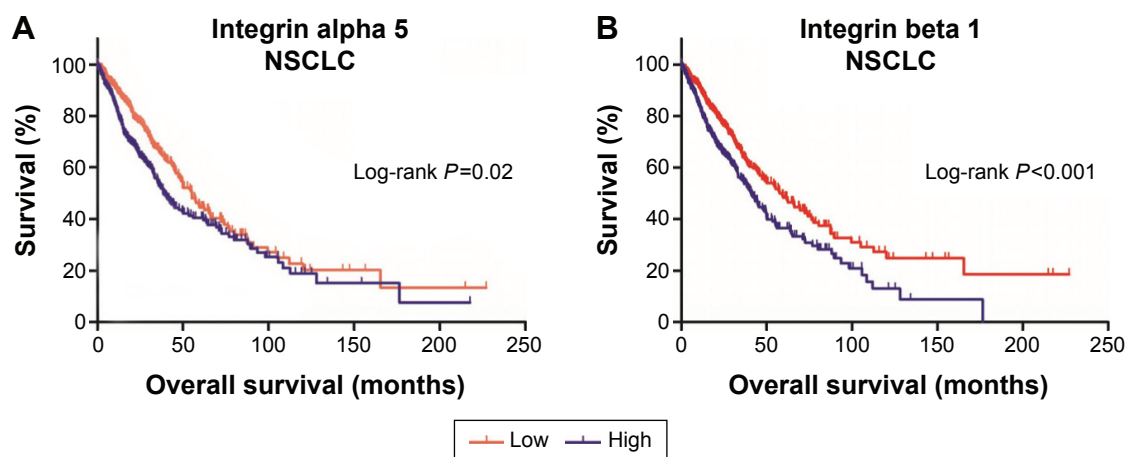 A
Integrin alpha 5
NSCLC
Survival (%)
100
80
60
40
20
0
Log-rank P=0.02
0 50 100 150 200 250
Overall survival (months)
B
Integrin beta 1
NSCLC
Survival (%)
100
80
60
40
20
0
Log-rank P<0.001
0 50 100 150 200 250
Overall survival (months)
Low High